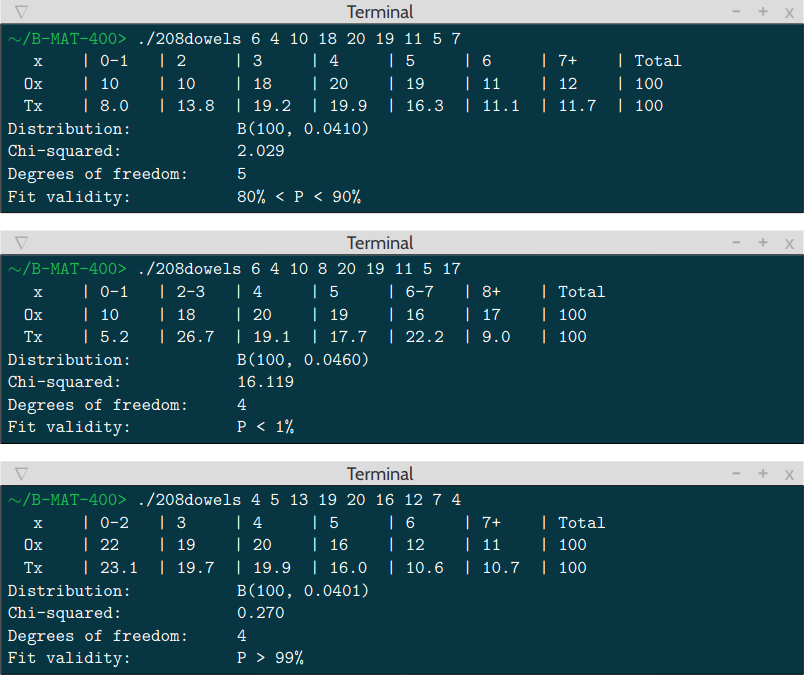 ▽ Terminal - + x
~/B-MAT-400> ./208dowels 6 4 10 18 20 19 11 5 7
x | 0-1 | 2 | 3 | 4 | 5 | 6 | 7+ | Total
Ox | 10 | 10 | 18 | 20 | 19 | 11 | 12 | 100
Tx | 8.0 | 13.8 | 19.2 | 19.9 | 16.3 | 11.1 | 11.7 | 100
Distribution: B(100, 0.0410)
Chi-squared: 2.029
Degrees of freedom: 5
Fit validity: 80% < P < 90%
▽ Terminal - + x
~/B-MAT-400> ./208dowels 6 4 10 8 20 19 11 5 17
x | 0-1 | 2-3 | 4 | 5 | 6-7 | 8+ | Total
Ox | 10 | 18 | 20 | 19 | 16 | 17 | 100
Tx | 5.2 | 26.7 | 19.1 | 17.7 | 22.2 | 9.0 | 100
Distribution: B(100, 0.0460)
Chi-squared: 16.119
Degrees of freedom: 4
Fit validity: P < 1%
▽ Terminal - + x
~/B-MAT-400> ./208dowels 4 5 13 19 20 16 12 7 4
x | 0-2 | 3 | 4 | 5 | 6 | 7+ | Total
Ox | 22 | 19 | 20 | 16 | 12 | 11 | 100
Tx | 23.1 | 19.7 | 19.9 | 16.0 | 10.6 | 10.7 | 100
Distribution: B(100, 0.0401)
Chi-squared: 0.270
Degrees of freedom: 4
Fit validity: P > 99%